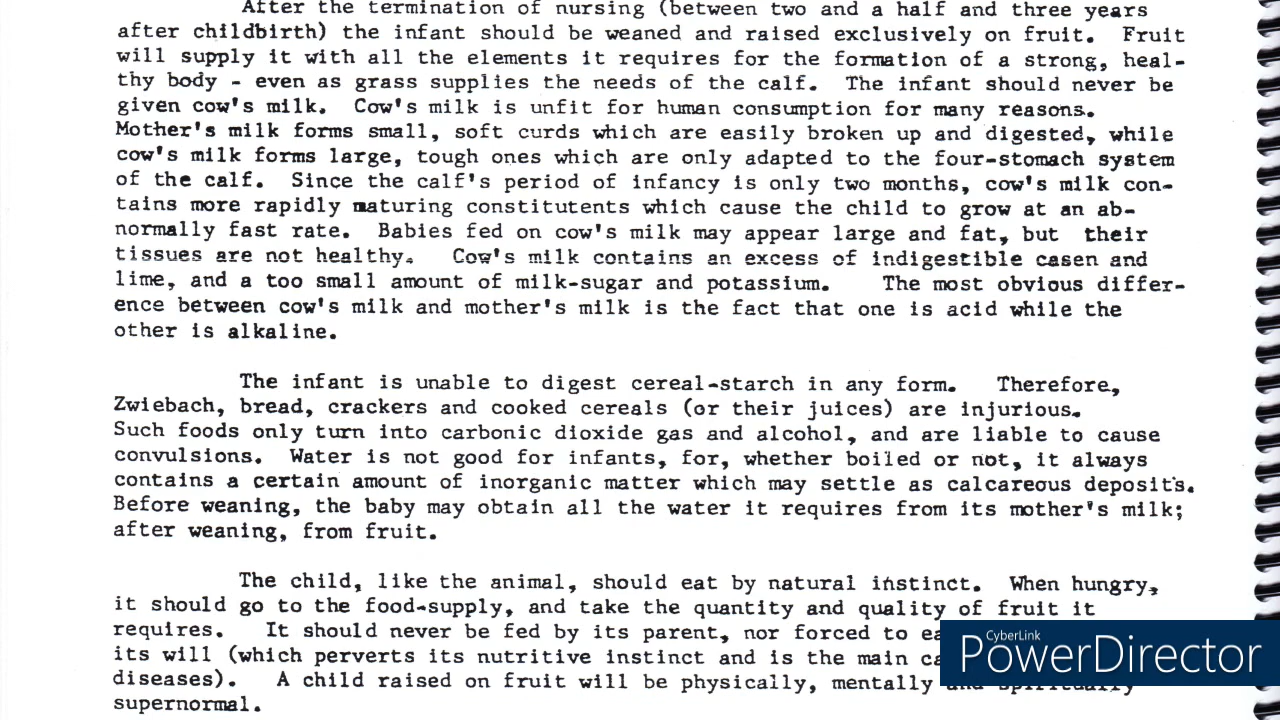 After the termination of nursing (between two and a half and three years
after childbirth) the infant should be weaned and raised exclusively on fruit. Fruit
will supply it with all the elements it requires for the formation of a strong, heal-
thy body - even as grass supplies the needs of the calf. The infant should never be
given cow's milk. Cow's milk is unfit for human consumption for many reasons.
Mother's milk forms small, soft curds which are easily broken up and digested, while
cow's milk forms large, tough ones which are only adapted to the four-stomach system
of the calf. Since the calf's period of infancy is only two months, cow's milk con-
tains more rapidly maturing constitutents which cause the child to grow at an ab-
normally fast rate. Babies fed on cow's milk may appear large and fat, but their
tissues are not healthy. Cow's milk contains an excess of indigestible casen and
lime, and a too small amount of milk-sugar and potassium. The most obvious differ-
ence between cow's milk and mother's milk is the fact that one is acid while the
other is alkaline.
The infant is unable to digest cereal-starch in any form. Therefore,
Zwiebach, bread, crackers and cooked cereals (or their juices) are injurious.
Such foods only turn into carbonic dioxide gas and alcohol, and are liable to cause
convulsions. Water is not good for infants, for, whether boiled or not, it always
contains a certain amount of inorganic matter which may settle as calcareous deposits.
Before weaning, the baby may obtain all the water it requires from its mother's milk;
after weaning, from fruit.
The child, like the animal, should eat by natural instinct. When hungry,
it should go to the food-supply, and take the quantity and quality of fruit it
requires. It should never be fed by its parent, nor forced to
its will (which perverts its nutritive instinct and is the main
diseases). A child raised on fruit will be physically, mentally and spiritually
supernormal.
CyberLink
PowerDirector